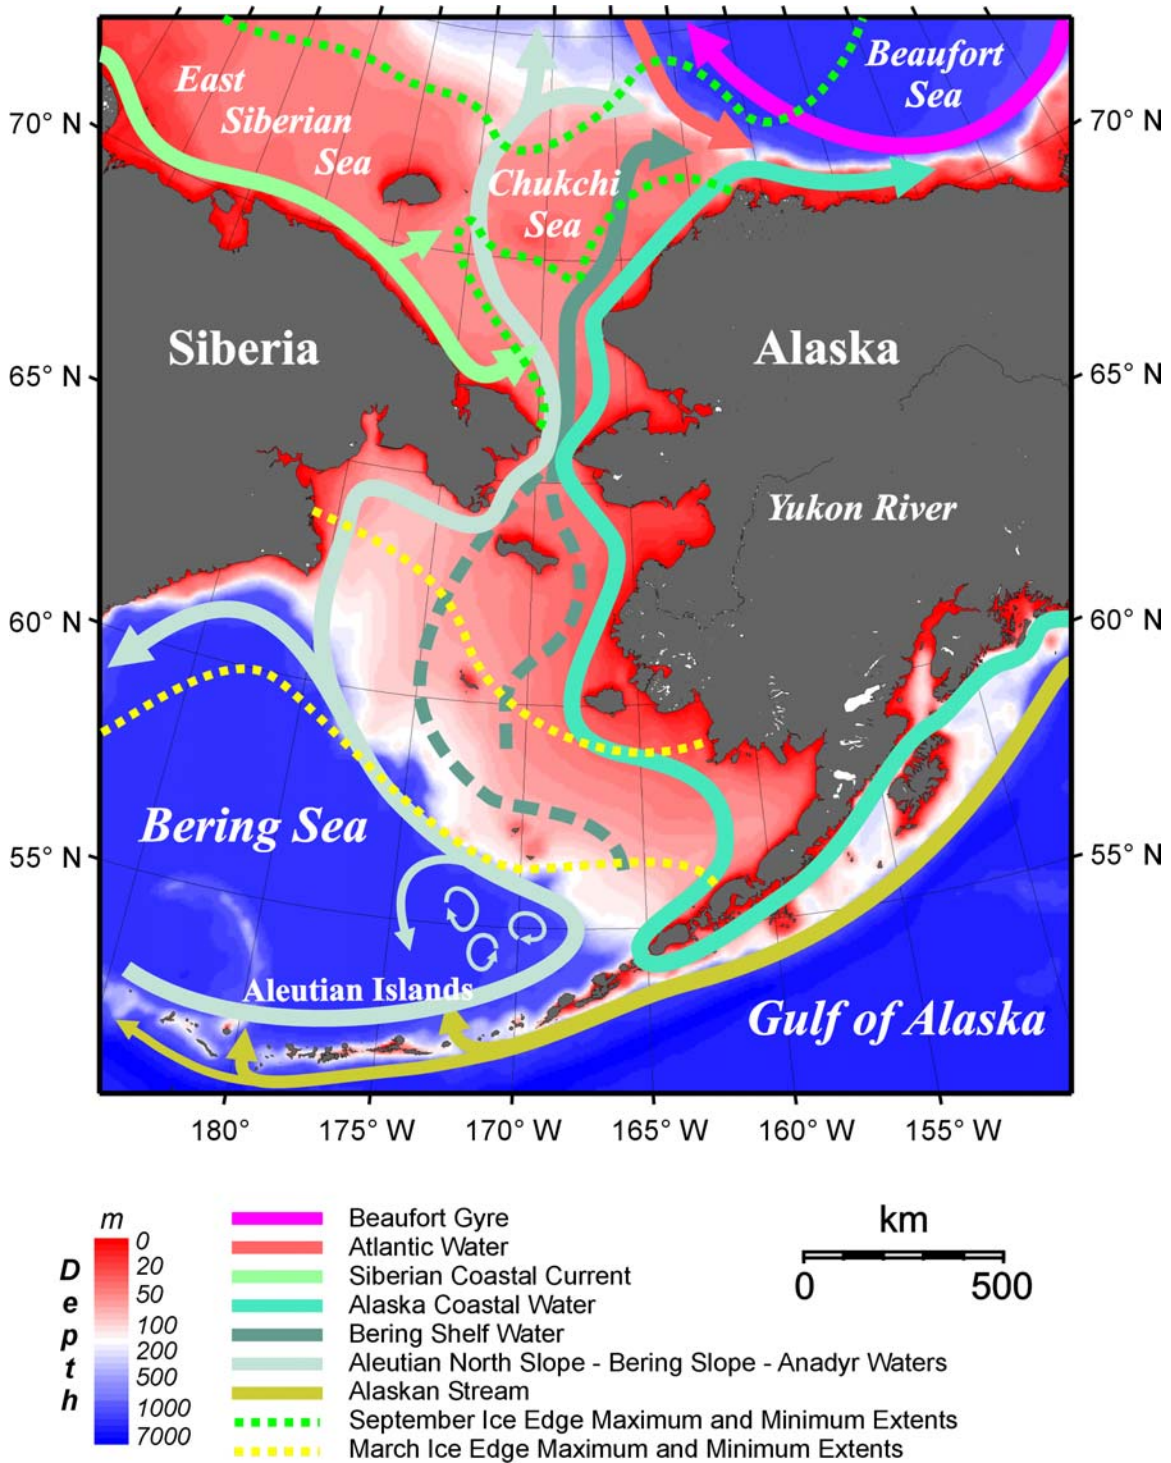 East
Siberian
Sea
Beaufort
Sea
70° N
70° N
Chukchi
Sea
Siberia
Alaska
65° N
65° N
Yukon River
60° N
60° N
Bering Sea
55° N
55° N
Aleutian Islands
Gulf of Alaska
180°
175° W
170° W
165° W
160° W
155° W
m
0
20
50
100
200
500
1000
7000
Depth
Beaufort Gyre
Atlantic Water
Siberian Coastal Current
Alaska Coastal Water
Bering Shelf Water
Aleutian North Slope - Bering Slope - Anadyr Waters
Alaskan Stream
September Ice Edge Maximum and Minimum Extents
March Ice Edge Maximum and Minimum Extents
km
0 500